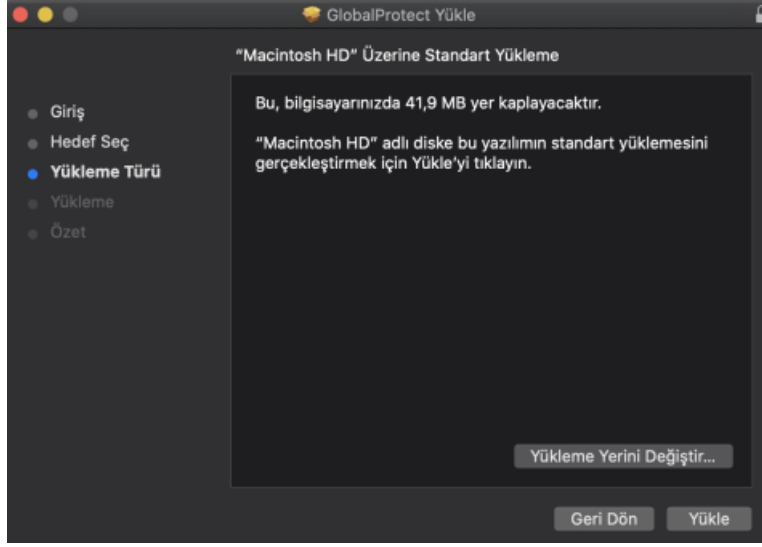 GlobalProtect Yükle
“Macintosh HD” Üzerine Standart Yükleme
Giriş
Hedef Seç
Yükleme Türü
Yükleme
Özet
Bu, bilgisayarınızda 41,9 MB yer kaplayacaktır.
“Macintosh HD” adlı diske bu yazılımın standart yüklemesini
gerçekleştirmek için Yükle’yi tıklayın.
Yükleme Yerini Değiştir...
Geri Dön
Yükle